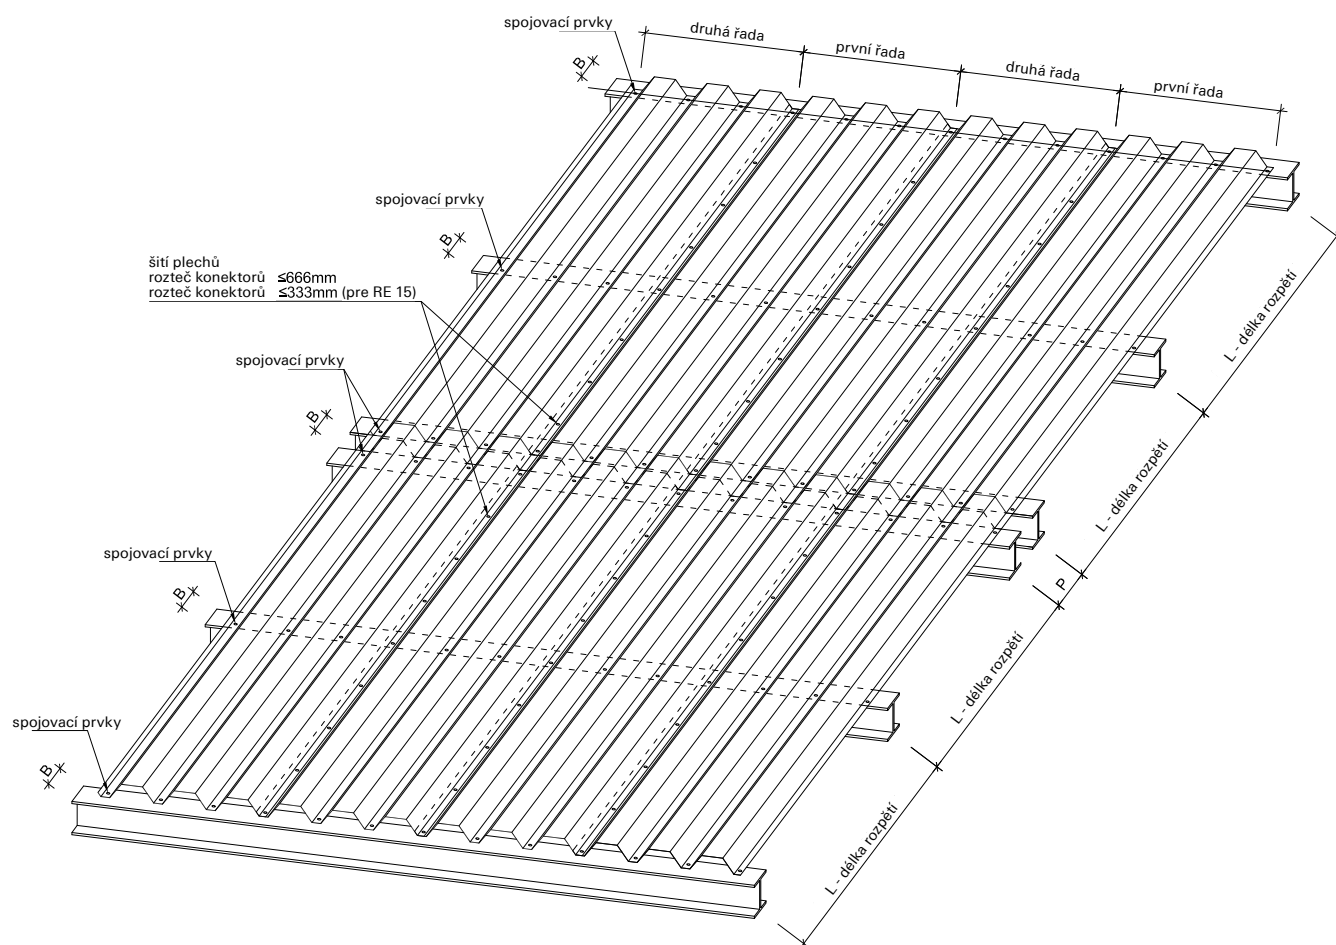 spojovací prvky
druhá řada
první řada
druhá řada
první řada
B
spojovací prvky
B
šití plechů
rozteč konektorů ≤666mm
rozteč konektorů ≤333mm (pre RE 15)
L - délka rozpětí
spojovací prvky
B
L - délka rozpětí
spojovací prvky
B
P
L - délka rozpětí
spojovací prvky
B
L - délka rozpětí